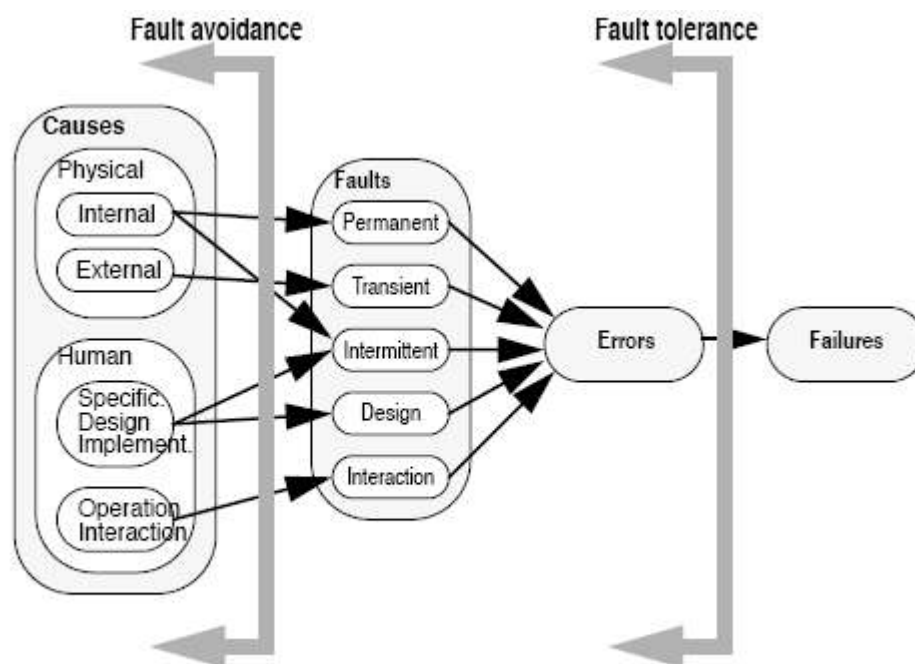 Fault avoidance
Fault tolerance
Causes
Physical
Internal
External
Human
Specific.
Design
Implement.
Operation
Interaction
Faults
Permanent
Transient
Intermittent
Design
Interaction
Errors
Failures